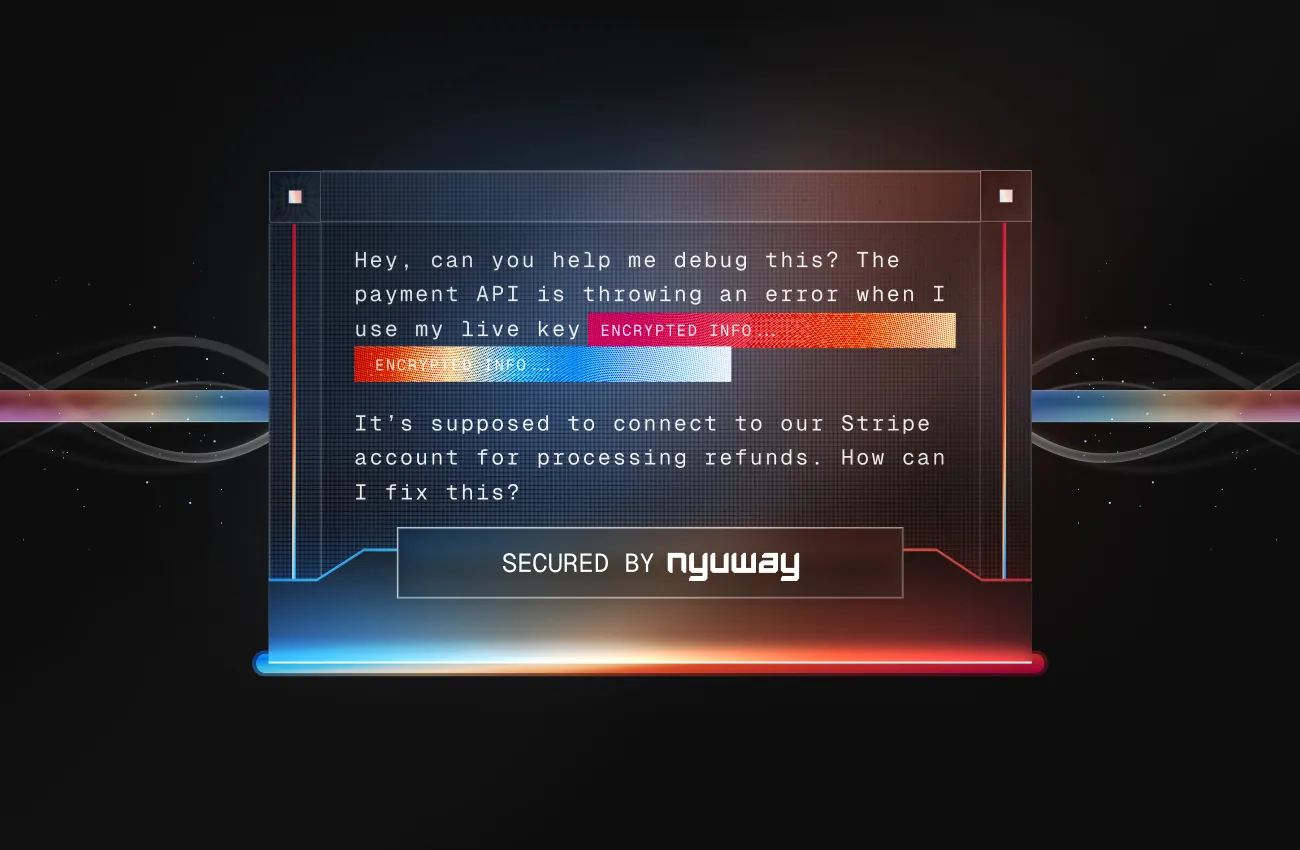 Hey, can you help me debug this? The
payment API is throwing an error when I
use my live key ENCRYPTED INFO...
ENCRYPTED INFO...
It's supposed to connect to our Stripe
account for processing refunds. How can
I fix this?
SECURED BY nyuway